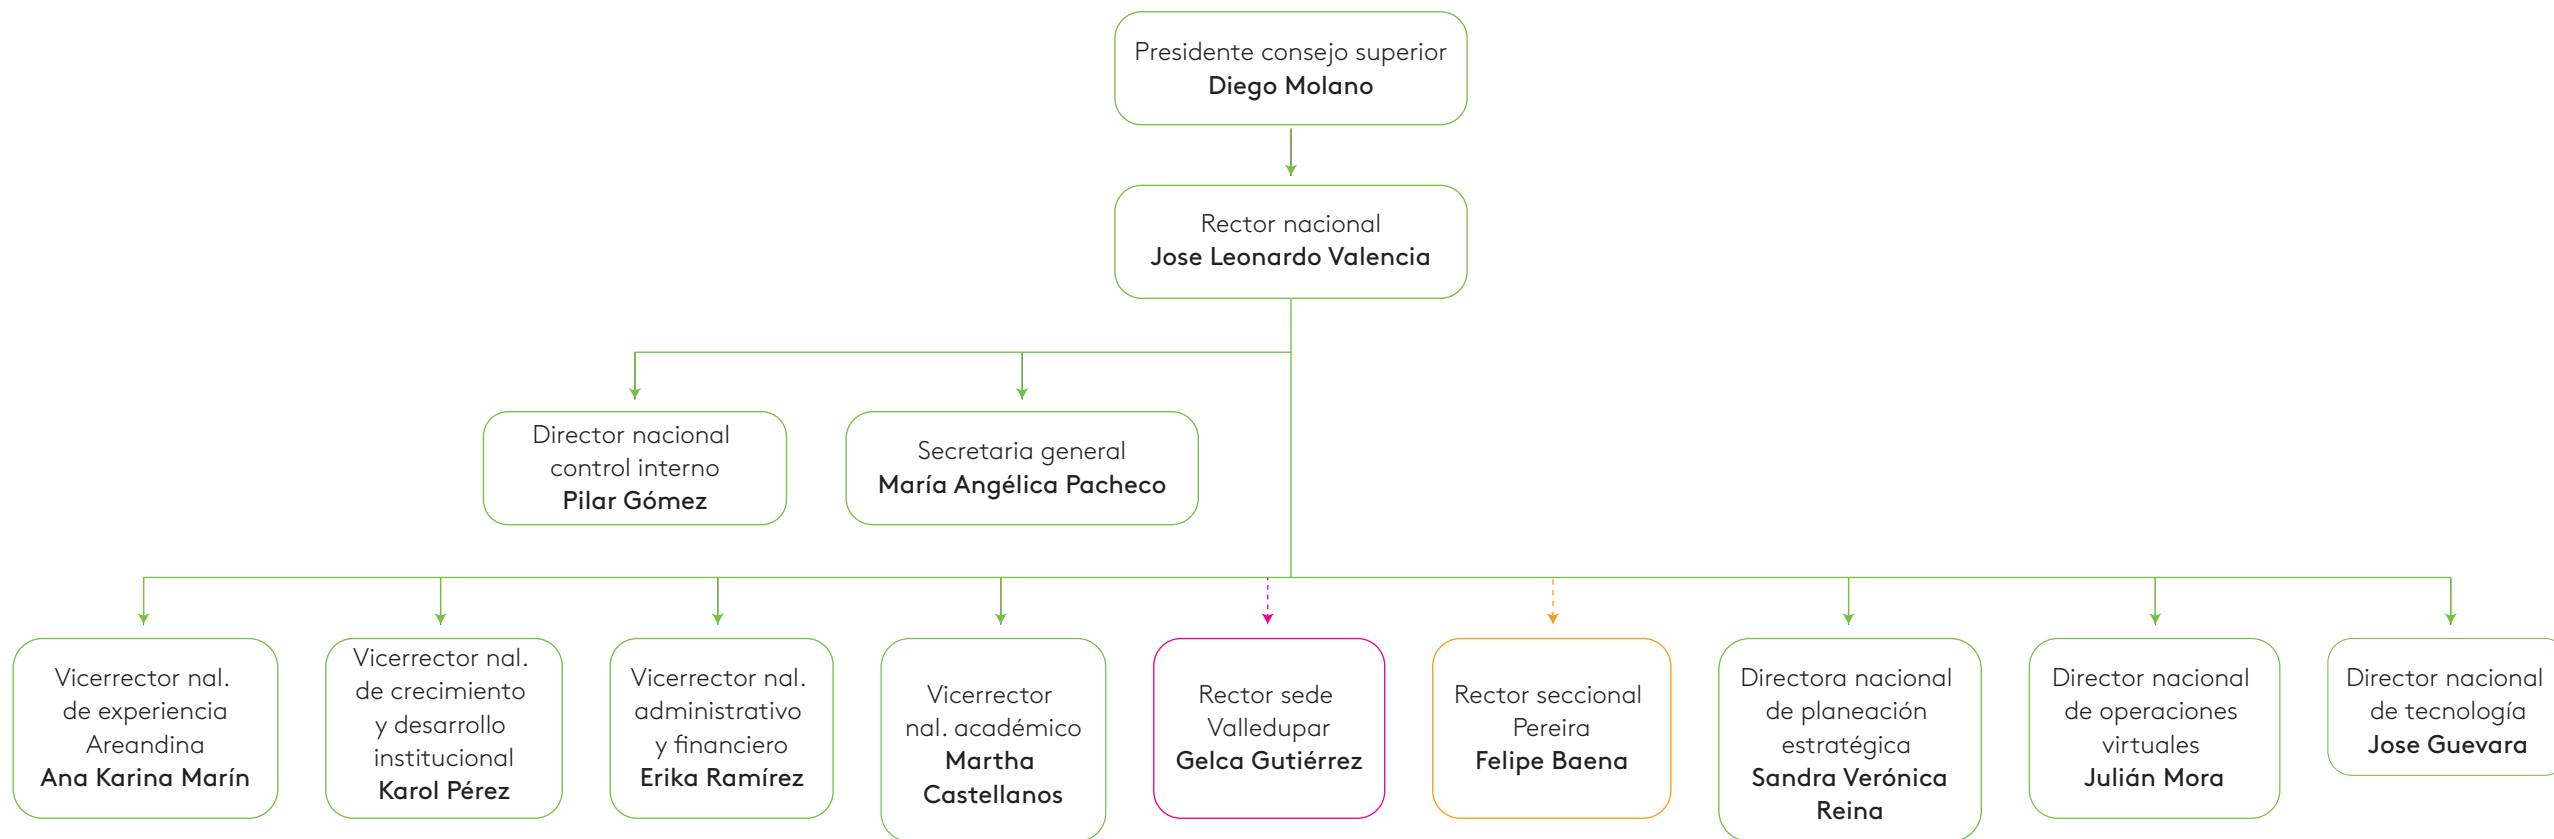 Presidente consejo superior
Diego Molano
Rector nacional
Jose Leonardo Valencia
Director nacional
control interno
Pilar Gómez
Secretaria general
María Angélica Pacheco
Vicerrector nal.
de experiencia
Areandina
Ana Karina Marín
Vicerrector nal.
de crecimiento
y desarrollo
institucional
Karol Pérez
Vicerrector nal.
administrativo
y financiero
Erika Ramírez
Vicerrector
nal. académico
Martha
Castellanos
Rector sede
Valledupar
Gelca Gutiérrez
Rector seccional
Pereira
Felipe Baena
Directora nacional
de planeación
estratégica
Sandra Verónica
Reina
Director nacional
de operaciones
virtuales
Julián Mora
Director nacional
de tecnología
Jose Guevara